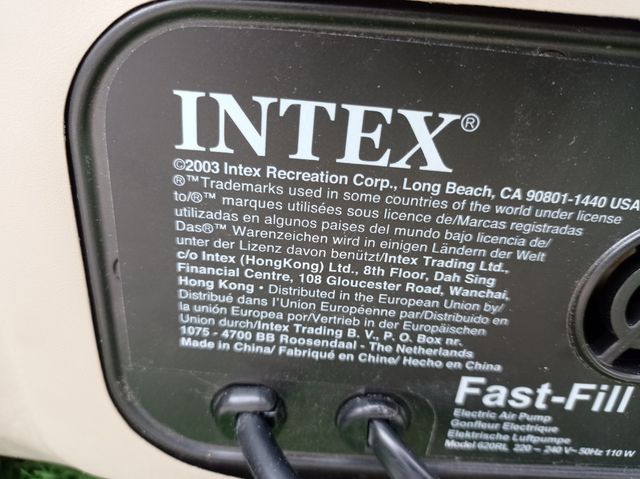 INTEX®
©2003 Intex Recreation Corp., Long Beach, CA 90801-1440 USA
®™Trademarks used in some countries of the world under license
to/®™ marques utilisées sous licence de/Marcas registradas
utilizadas en algunos países del mundo bajo licencia de/
Das®™ Warenzeichen wird in einigen Ländern der Welt
unter der Lizenz davon benützt/Intex Trading Ltd.,
c/o Intex (HongKong) Ltd., 8th Floor, Dah Sing
Financial Centre, 108 Gloucester Road, Wanchai,
Hong Kong • Distributed in the European Union by/
Distribué dans l'Union Européenne par/Distribuido en
la unión Europea por/Vertrieb in der Europäischen
Union durch/Intex Trading B. V., P. O. Box nr.
1075 - 4700 BB Roosendaal - The Netherlands
Made in China/ Fabriqué en Chine/ Hecho en China
Fast-Fill
Electric Air Pump
Gonfleur Electrique
Elektrische Luftpumpe
Model 620RL 220 ~ 240 V~ 50Hz 110 W